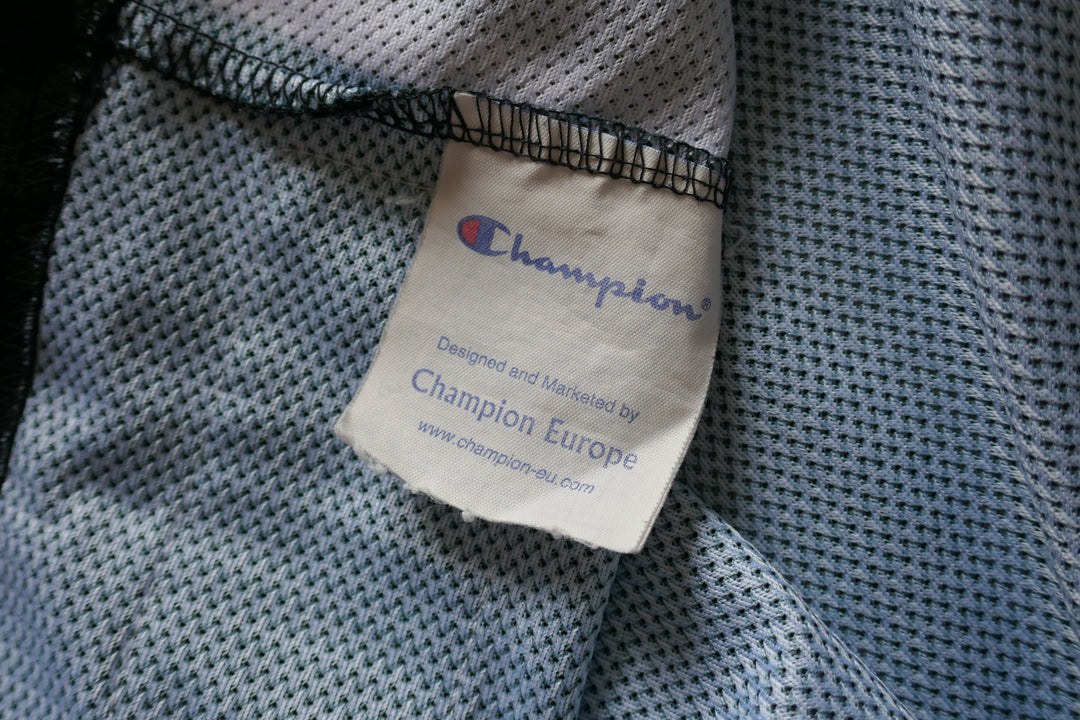 Champion®
Designed and Marketed by
Champion Europe
www.champion-eu.com